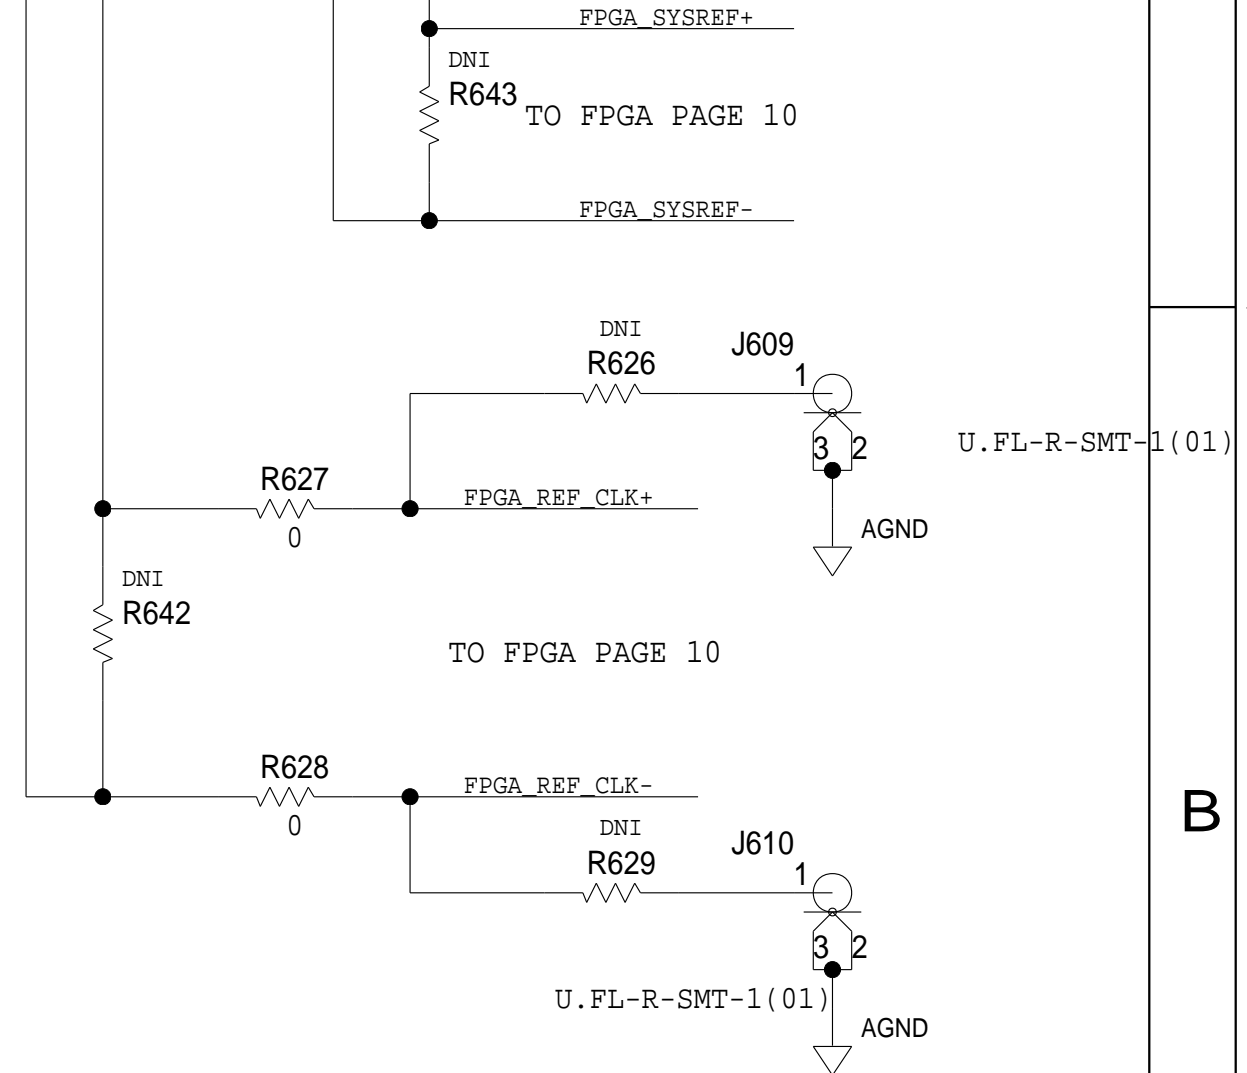 FPGA_SYSREF+
DNI
R643
TO FPGA PAGE 10
FPGA_SYSREF-
DNI
R626
J609
1
3
2
U.FL-R-SMT-1(01)
R627
0
FPGA_REF_CLK+
AGND
DNI
R642
TO FPGA PAGE 10
R628
0
FPGA_REF_CLK-
B
DNI
R629
J610
1
3
2
U.FL-R-SMT-1(01)
AGND